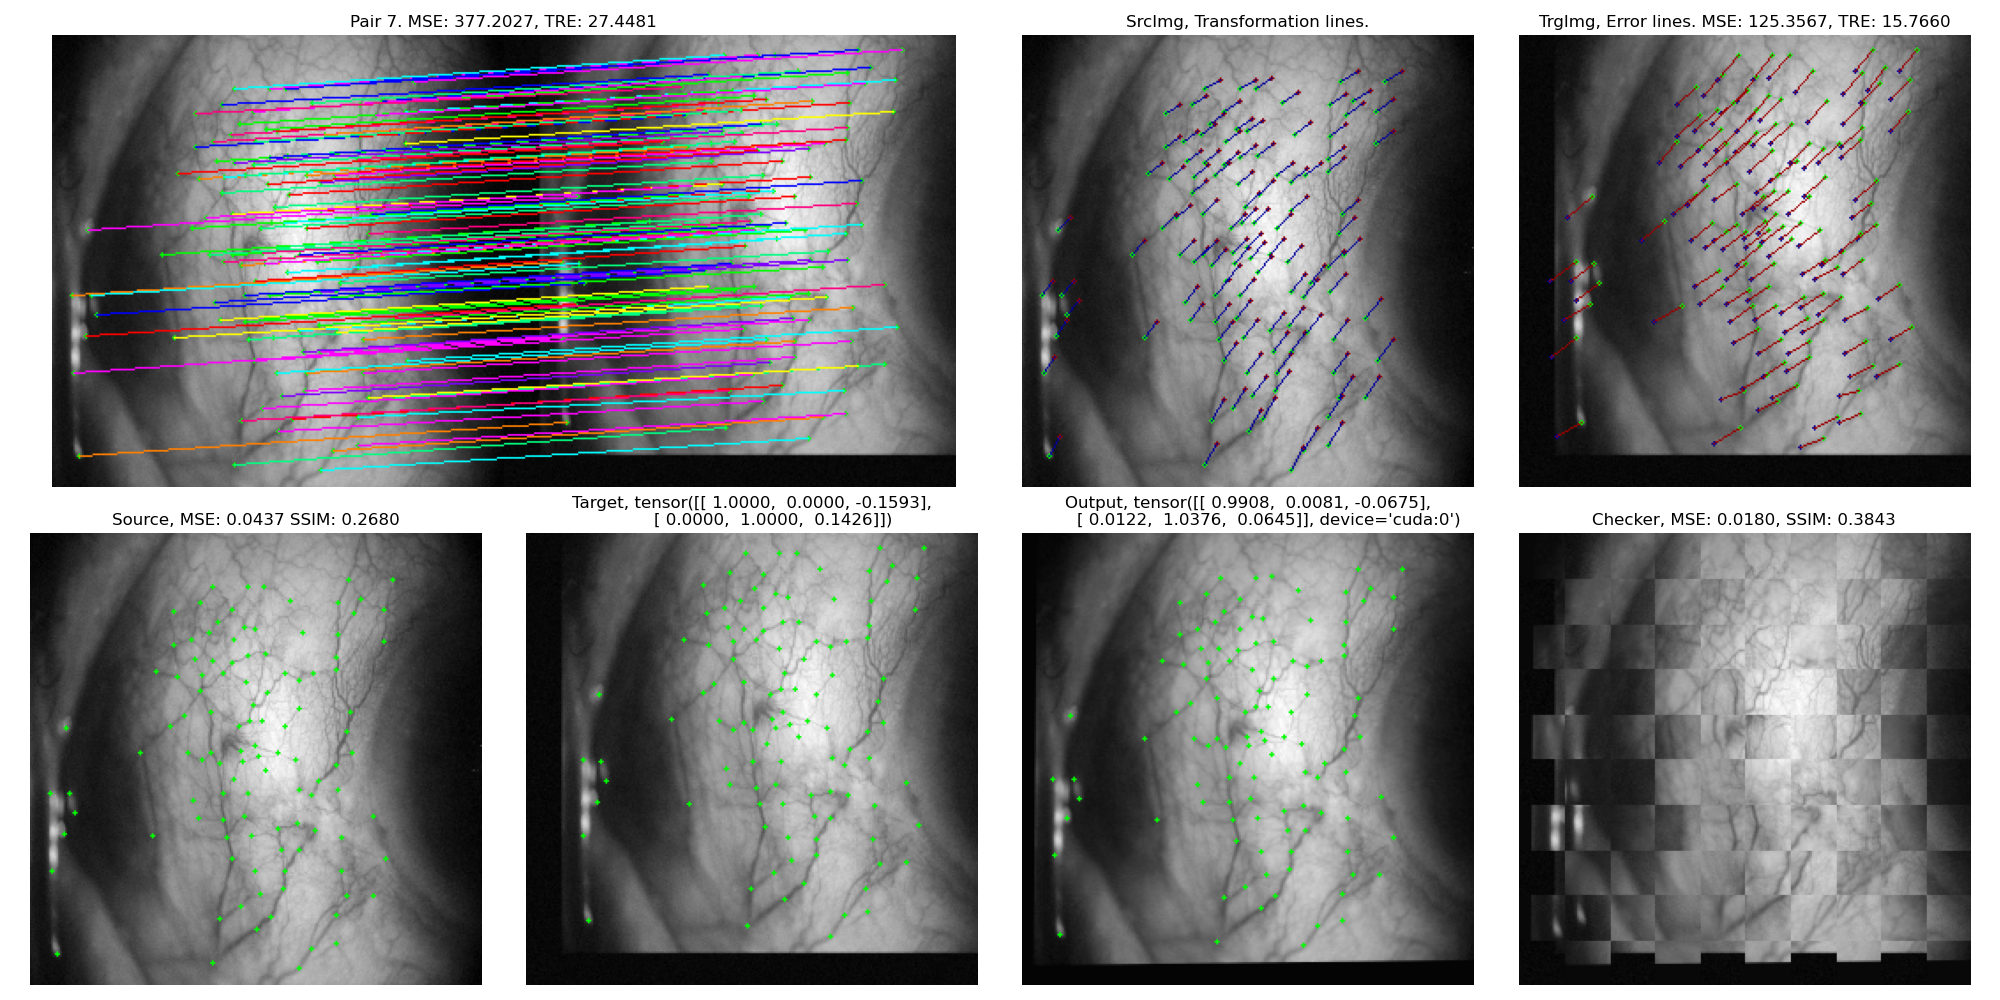 Pair 7. MSE: 377.2027, TRE: 27.4481
SrcImg, Transformation lines.
TrgImg, Error lines. MSE: 125.3567, TRE: 15.7660
Source, MSE: 0.0437 SSIM: 0.2680
Target, tensor([[ 1.0000,  0.0000, -0.1593],
[ 0.0000,  1.0000,  0.1426]])
Output, tensor([[ 0.9908,  0.0081, -0.0675],
[ 0.0122,  1.0376,  0.0645]], device='cuda:0')
Checker, MSE: 0.0180, SSIM: 0.3843